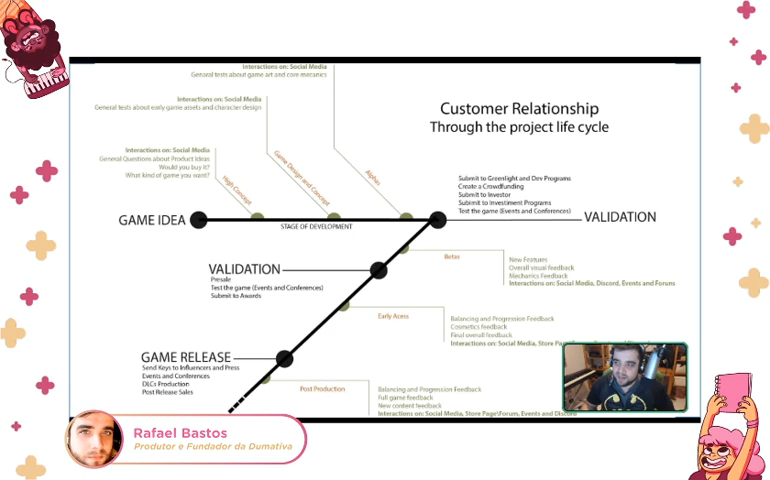 Interactions on: Social Media
General texts about game art and core mecanics
Customer Relationship
Through the project life cycle
Interactions on: Social Media
General texts about early game assets and character design
Interactions on: Social Media
General Questions about Product Ideas
Would you buy it?
What kind of game you want?
High Concept
Game Design and Concept
Alphas
Submit to Greenlight and Dev Programs
Create a Crowdfunding
Submit to Investor
Submit to Investiment Programs
Test the game (Events and Conferences)
GAME IDEA
STAGE OF DEVELOPMENT
VALIDATION
Betas
New Features
Overall visual feedback
Mechanics Feedback
Interactions on: Social Media, Discord, Events and Foruns
VALIDATION
Presale
Test the game (Events and Conferences)
Submit to Awards
Early Acess
Balancing and Progression Feedback
Cosmetics feedback
Final overall feedback
Interactions on: Social Media, Store
GAME RELEASE
Send Keys to Influencers and Press
Events and Conferences
DLCs Production
Post Release Sales
Post Production
Balancing and Progression Feedback
Full game feedback
New content feedback
Interactions on: Social Media, Store Page\Forum, Events and Discord
Rafael Bastos
Produtor e Fundador da Dumativa